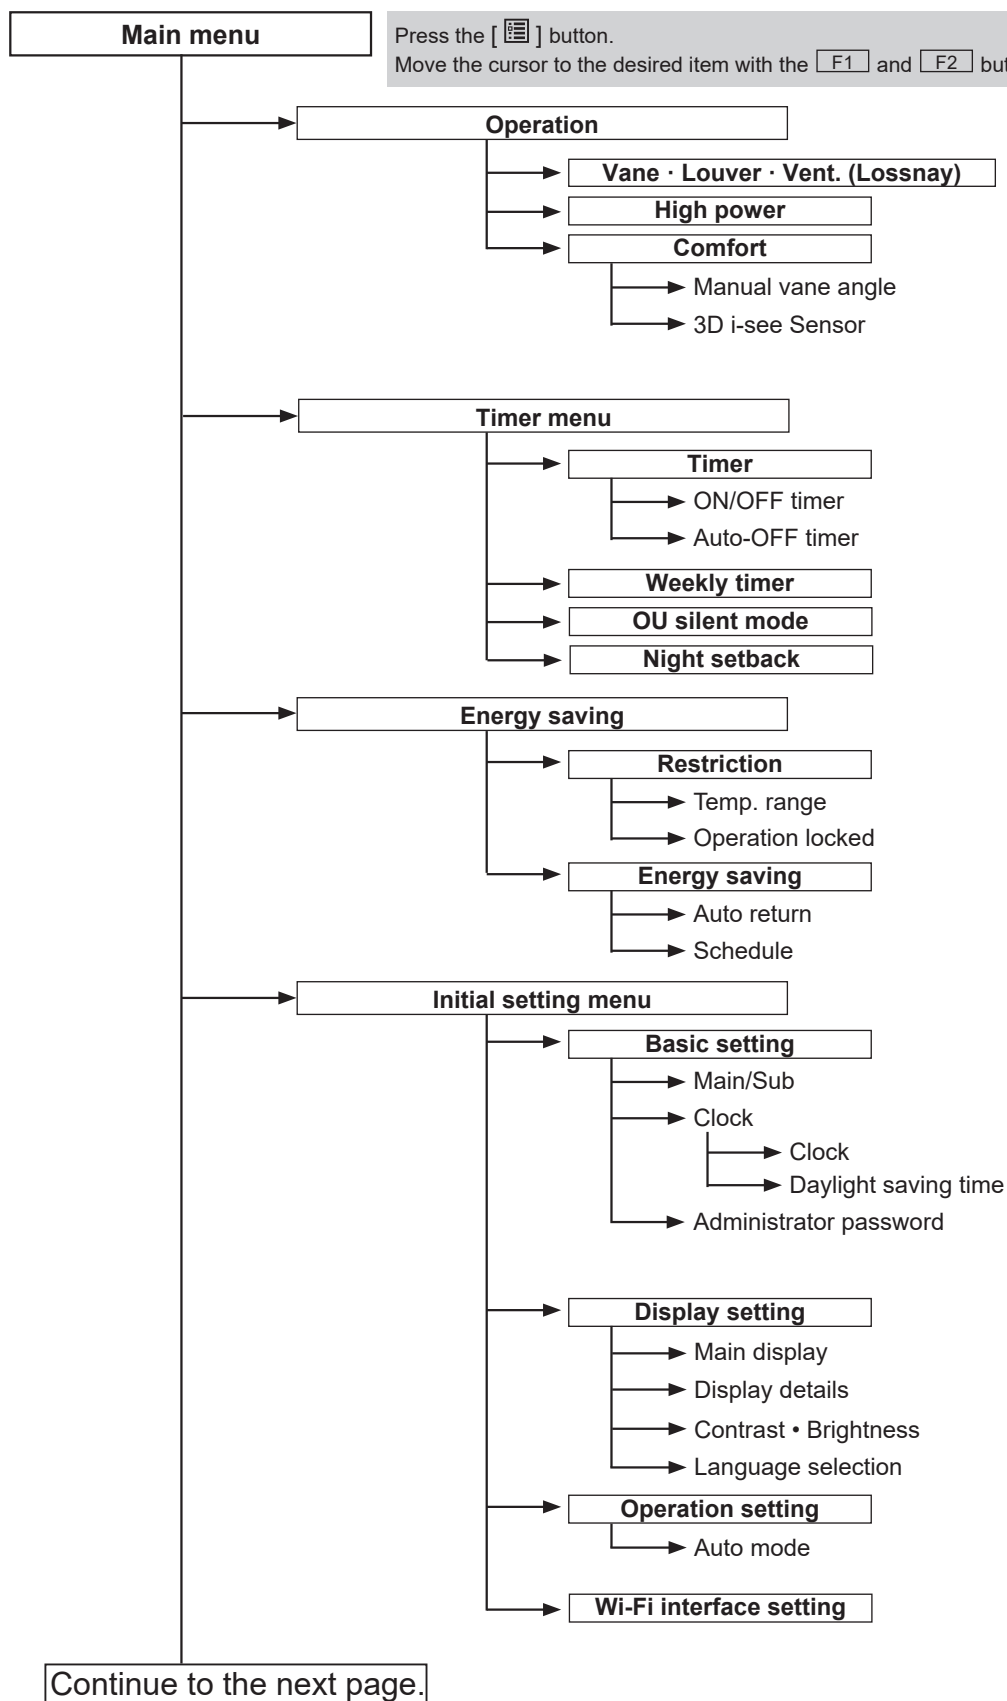 Main menu
Press the [ ] button.
Move the cursor to the desired item with the F1 and F2
Operation
Vane · Louver · Vent. (Lossnay)
High power
Comfort
Manual vane angle
3D i-see Sensor
Timer menu
Timer
ON/OFF timer
Auto-OFF timer
Weekly timer
OU silent mode
Night setback
Energy saving
Restriction
Temp. range
Operation locked
Energy saving
Auto return
Schedule
Initial setting menu
Basic setting
Main/Sub
Clock
Clock
Daylight saving time
Administrator password
Display setting
Main display
Display details
Contrast • Brightness
Language selection
Operation setting
Auto mode
Wi-Fi interface setting
Continue to the next page.